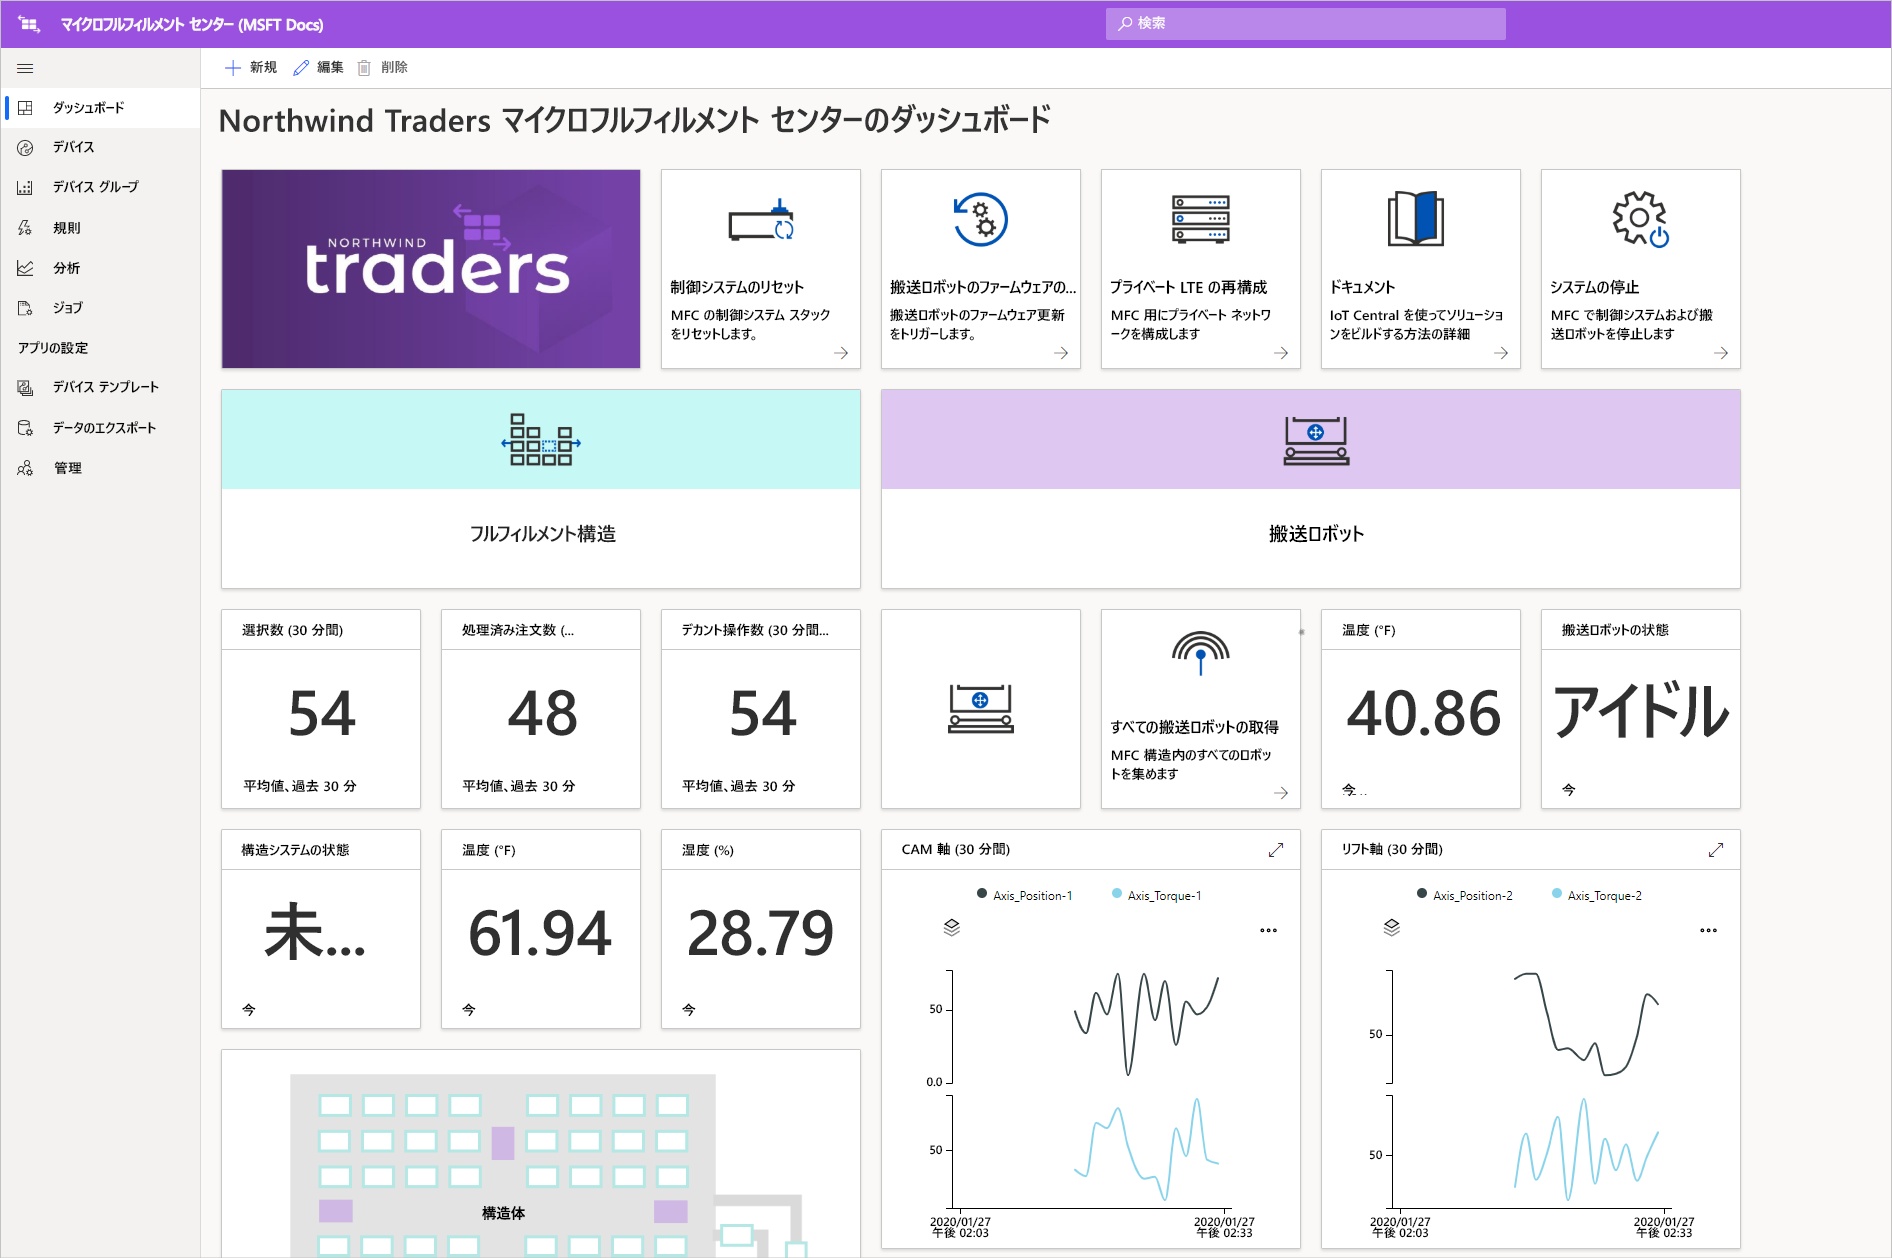 マイクロフルフィルメント センター (MSFT Docs)
検索
新規
編集
削除
ダッシュボード
デバイス
デバイス グループ
規則
分析
ジョブ
アプリの設定
デバイス テンプレート
データのエクスポート
管理
Northwind Traders マイクロフルフィルメント センターのダッシュボード
NORTHWIND
traders
制御システムのリセット
MFC の制御システム スタック
をリセットします。
搬送ロボットのファームウェアの...
搬送ロボットのファームウェア更新
をトリガーします。
プライベート LTE の再構成
MFC 用にプライベート ネットワ
ークを構成します
ドキュメント
IoT Central を使ってソリューショ
ンをビルドする方法の詳細
システムの停止
MFC で制御システムおよび搬
送ロボットを停止します
フルフィルメント構造
搬送ロボット
選択数 (30 分間)
54
平均値、過去 30 分
処理済み注文数 (...
48
平均値、過去 30 分
デカント操作数 (30 分間...
54
平均値、過去 30 分
すべての搬送ロボットの取得
MFC 構造内のすべてのロボッ
トを集めます
温度 (°F)
40.86
今...
搬送ロボットの状態
アイドル
今
構造システムの状態
未...
今
温度 (°F)
61.94
今
湿度 (%)
28.79
今
CAM 軸 (30 分間)
Axis_Position-1
Axis_Torque-1
50
0.0
50
2020/01/27
午後 02:03
2020/01/27
午後 02:33
リフト軸 (30 分間)
Axis_Position-2
Axis_Torque-2
50
50
2020/01/27
午後 02:03
2020/01/27
午後 02:33
構造体